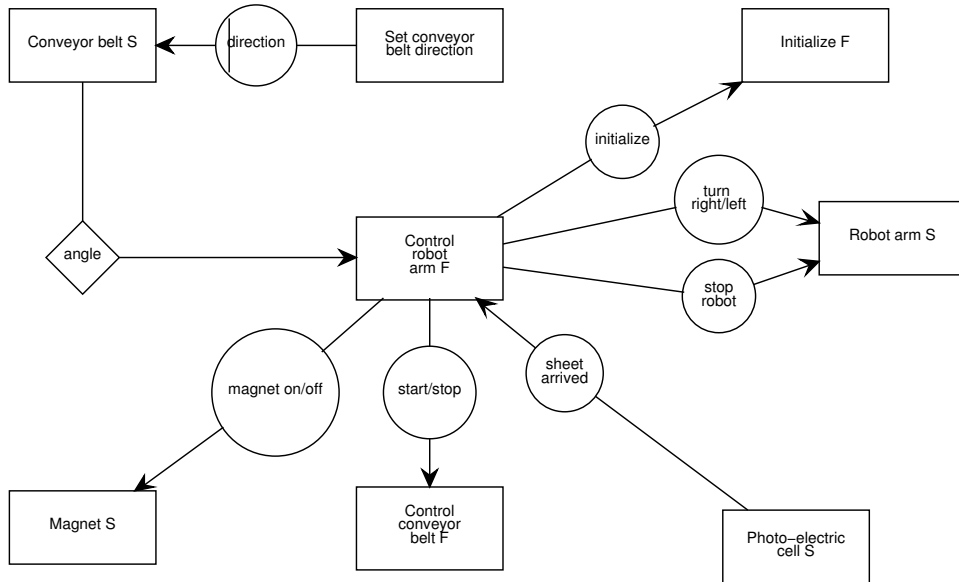 Conveyor belt S
direction
Set conveyor
belt direction
Initialize F
initialize
turn
right/left
Robot arm S
angle
Control
robot
arm F
stop
robot
magnet on/off
start/stop
sheet
arrived
Magnet S
Control
conveyor
belt F
Photo−electric
cell S